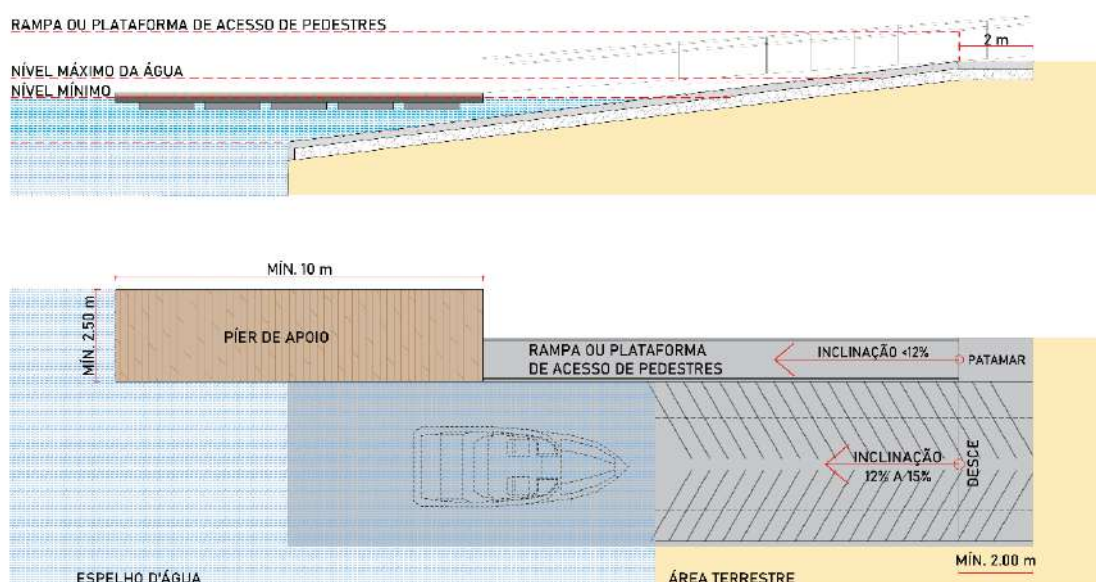 RAMPA OU PLATAFORMA DE ACESSO DE PEDESTRES
2 m
NÍVEL MÁXIMO DA ÁGUA
NÍVEL MÍNIMO
MÍN. 10 m
MÍN. 2.50 m
PÍER DE APOIO
RAMPA OU PLATAFORMA
DE ACESSO DE PEDESTRES
INCLINAÇÃO <12%
PATAMAR
INCLINAÇÃO
12% A 15%
DESCE
MÍN. 2.00 m
ESPELHO D'ÁGUA
ÁREA TERRESTRE